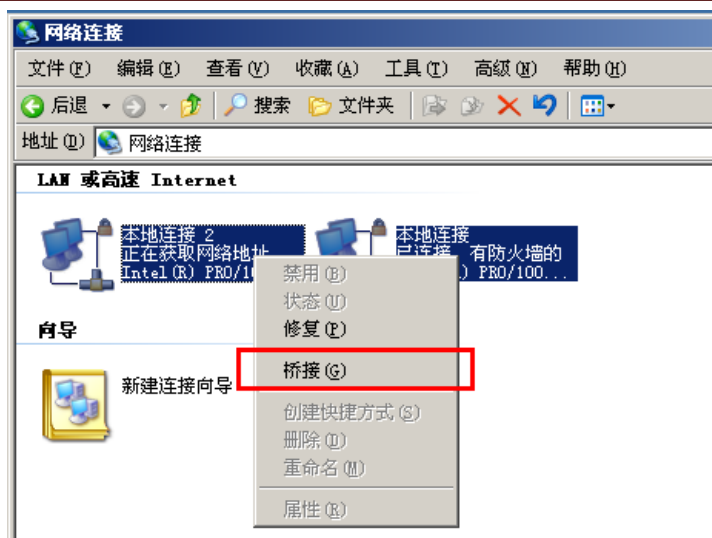 网络连接
文件(F) 编辑(E) 查看(V) 收藏(A) 工具(T) 高级(N) 帮助(H)
后退 搜索 文件夹
地址(D) 网络连接
LAN 或高速 Internet
本地连接 2
正在获取网络地址
Intel(R) PRO/10
本地连接
已连接，有防火墙的
) PRO/100...
禁用(B)
状态(U)
修复(P)
桥接(G)
创建快捷方式(S)
删除(D)
重命名(M)
属性(R)
向导
新建连接向导